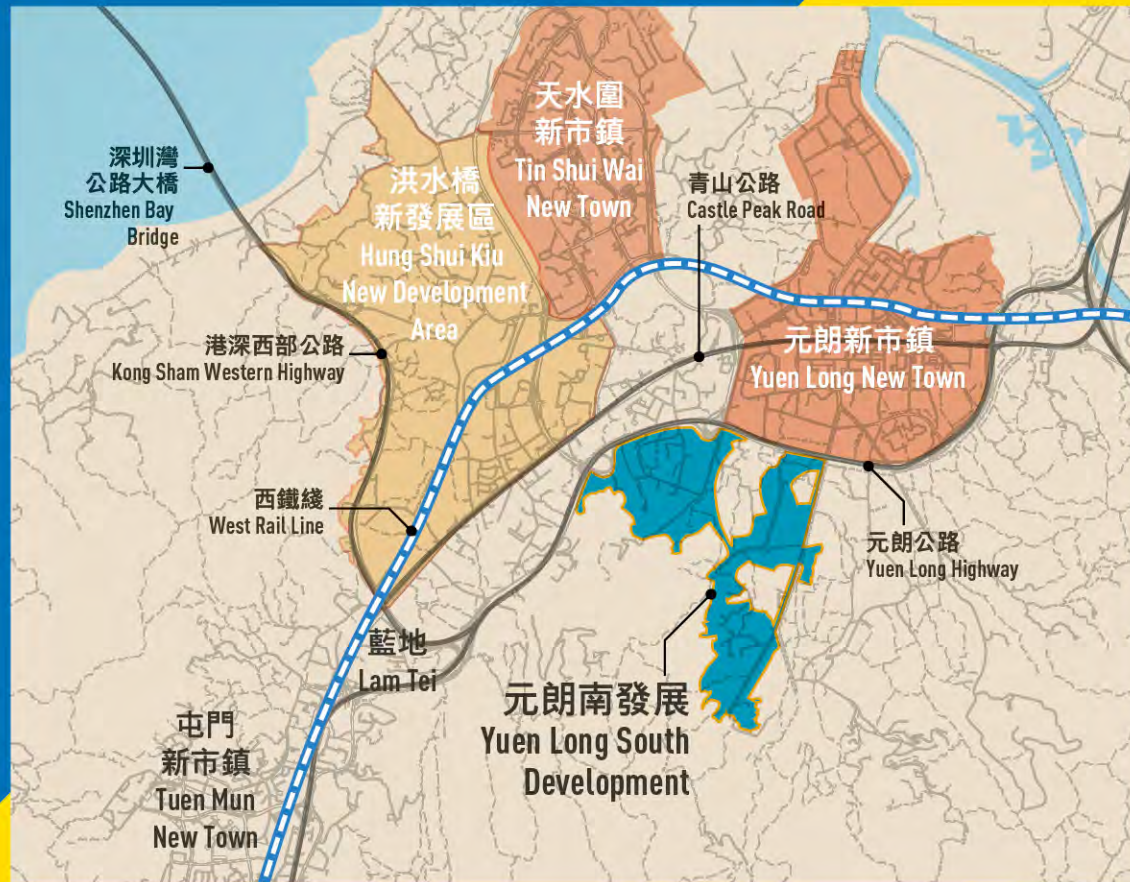 天水圍
新市鎮
Tin Shui Wai
New Town
深圳灣
公路大橋
Shenzhen Bay
Bridge
洪水橋
新發展區
Hung Shui Kiu
New Development
Area
青山公路
Castle Peak Road
港深西部公路
Kong Sham Western Highway
元朗新市鎮
Yuen Long New Town
西鐵綫
West Rail Line
元朗公路
Yuen Long Highway
藍地
Lam Tei
元朗南發展
Yuen Long South
Development
屯門
新市鎮
Tuen Mun
New Town